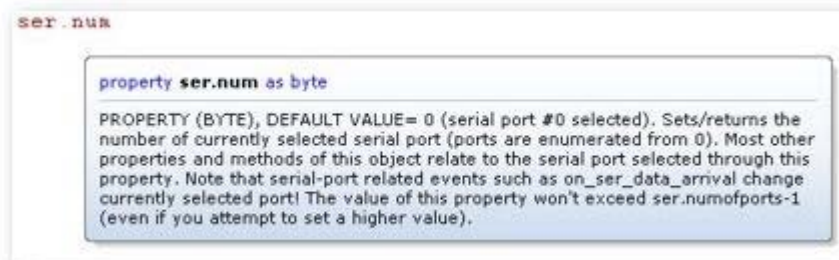 ser.num
property ser.num as byte
PROPERTY (BYTE), DEFAULT VALUE= 0 (serial port #0 selected). Sets/returns the
number of currently selected serial port (ports are enumerated from 0). Most other
properties and methods of this object relate to the serial port selected through this
property. Note that serial-port related events such as on_ser_data_arrival change
currently selected port! The value of this property won't exceed ser.numofports-1
(even if you attempt to set a higher value).